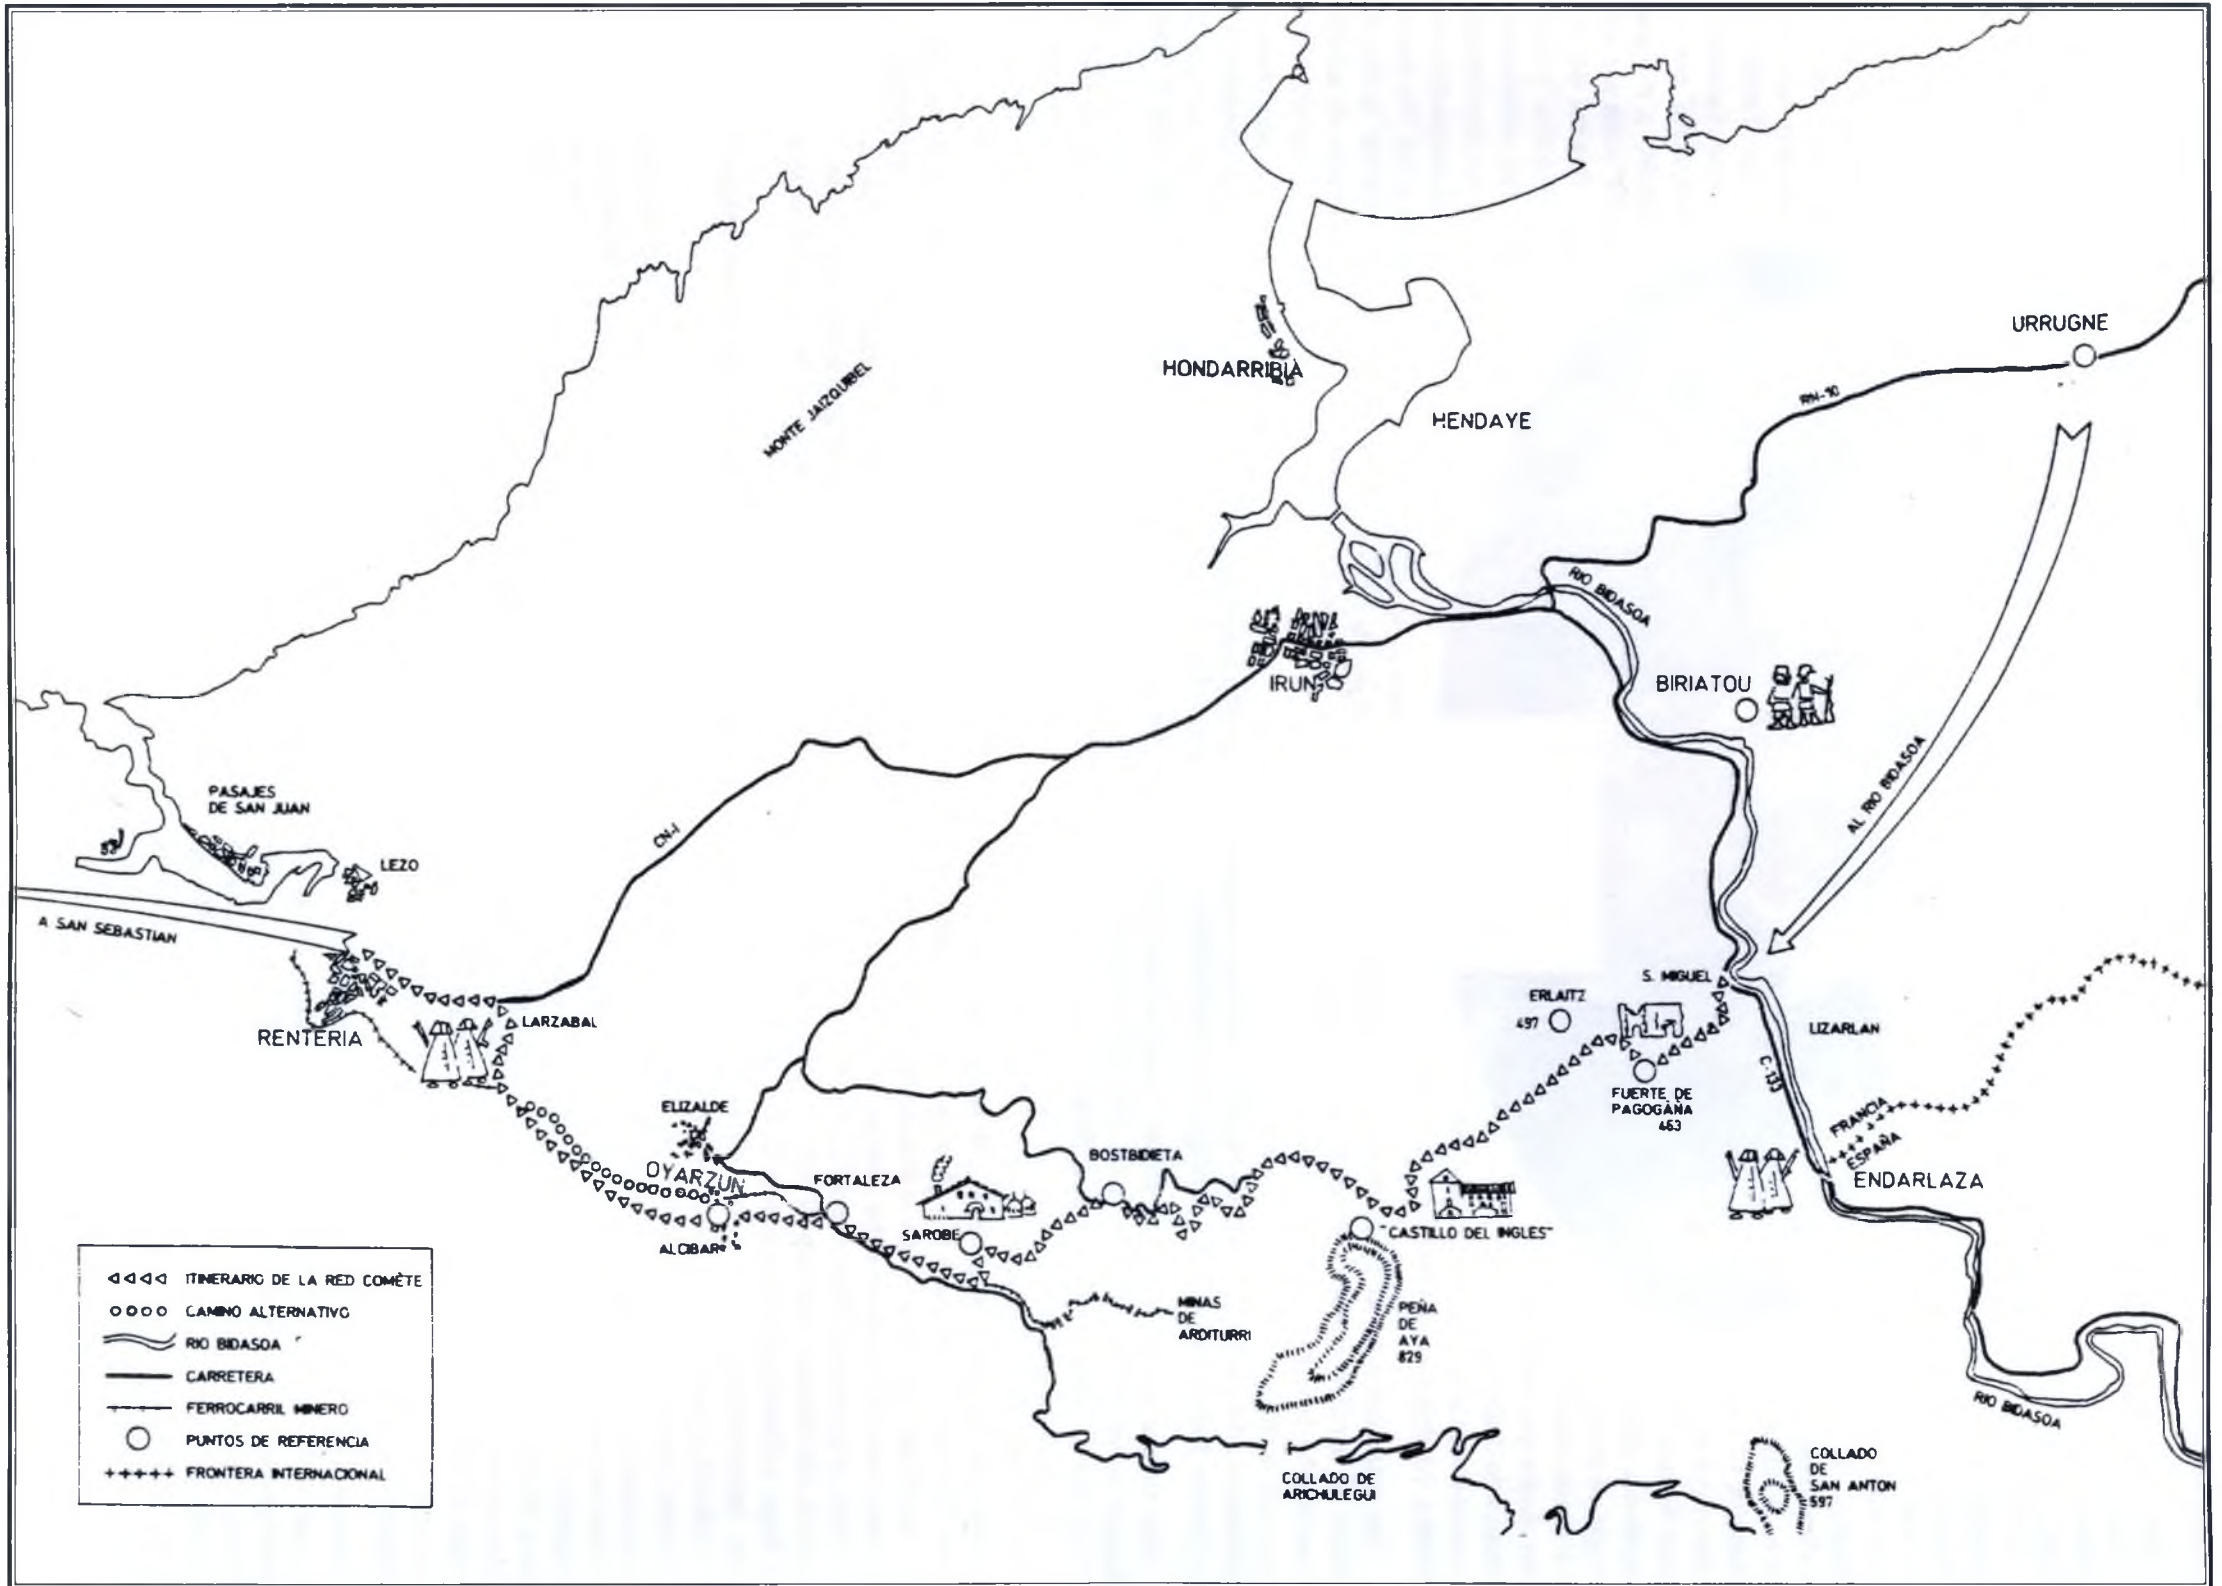 URRUGNE
RN-10
HONDARRIBIA
HENDAYE
MONTE JAIZQUIBEL
RIO BIDASOA
IRUN
BIRIATOU
AL RIO BIDASOA
PASAJES
DE SAN JUAN
LEZO
CN-I
A SAN SEBASTIAN
RENTERIA
LARZABAL
S. MIGUEL
ERLAITZ
497
LIZARLAN
C-133
FUERTE DE
PAGOGAÑA
463
FRANCIA
ESPAÑA
ENDARLAZA
ELIZALDE
OYARZUN
FORTALEZA
BOSTBIDIETA
SAROBE
ALCIBAR
"CASTILLO DEL INGLES"
MINAS
DE
ARDITURRI
PEÑA
DE
AYA
829
RIO BIDASOA
COLLADO DE
ARICHULEGUI
COLLADO
DE
SAN ANTON
597
ITINERARIO DE LA RED COMÈTE
CAMINO ALTERNATIVO
RIO BIDASOA
CARRETERA
FERROCARRIL MINERO
PUNTOS DE REFERENCIA
FRONTERA INTERNACIONAL